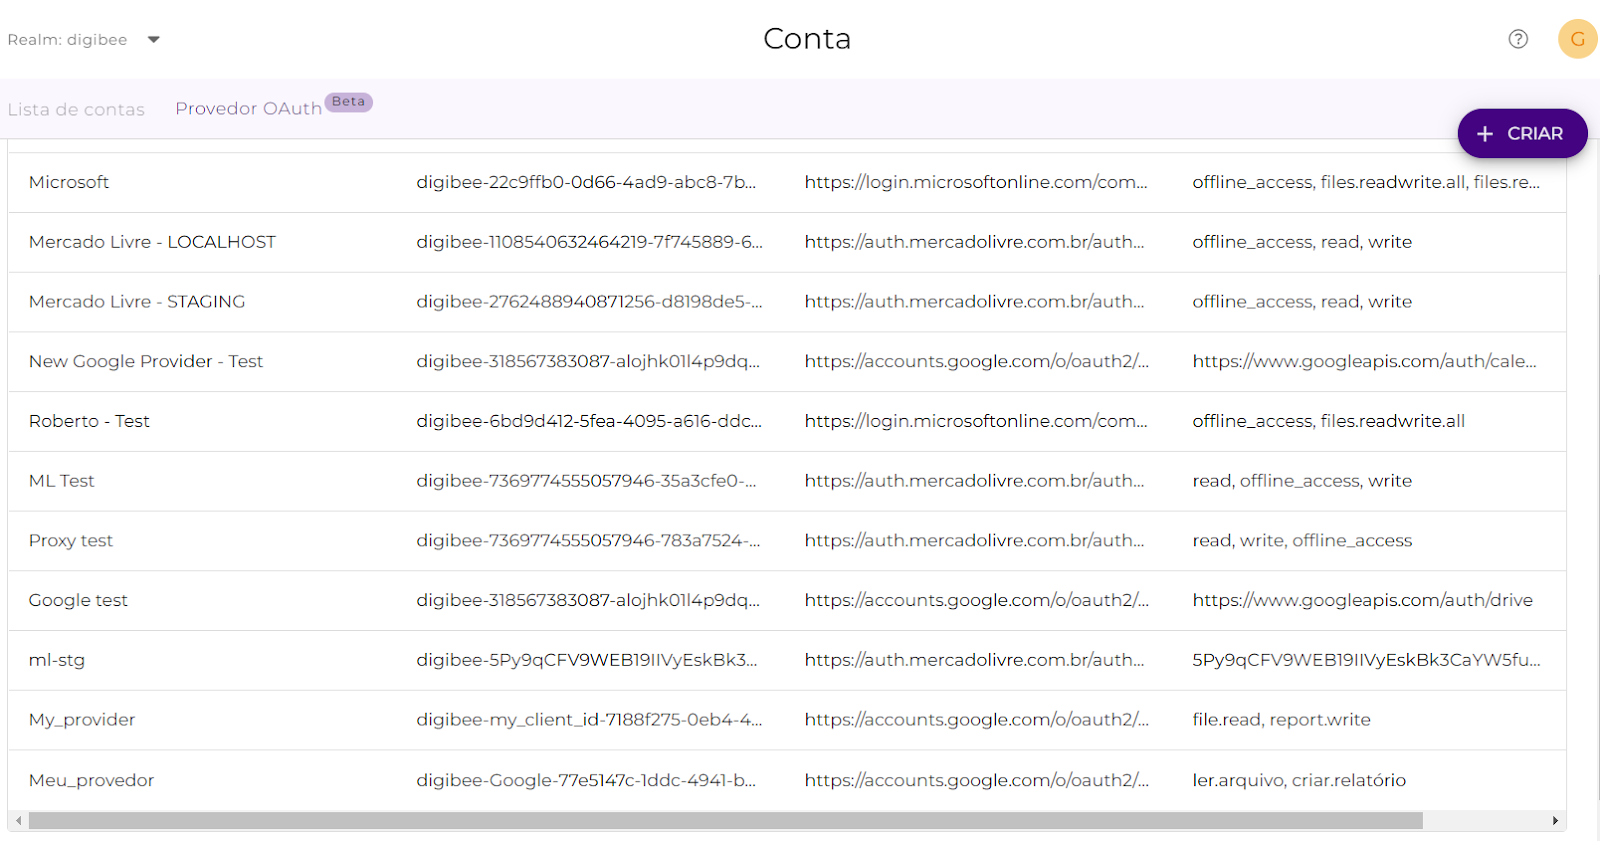 Realm: digibee
Conta
G
Lista de contas
Provedor OAuth
Beta
+ CRIAR
Microsoft digibee-22c9ffb0-0d66-4ad9-abc8-7b... https://login.microsoftonline.com/com... offline_access, files.readwrite.all, files.re...
Mercado Livre - LOCALHOST digibee-1108540632464219-7f745889-6... https://auth.mercadolivre.com.br/auth... offline_access, read, write
Mercado Livre - STAGING digibee-2762488940871256-d8198de5-... https://auth.mercadolivre.com.br/auth... offline_access, read, write
New Google Provider - Test digibee-318567383087-alojhk01l4p9dq... https://accounts.google.com/o/oauth2/... https://www.googleapis.com/auth/cale...
Roberto - Test digibee-6bd9d412-5fea-4095-a616-ddc... https://login.microsoftonline.com/com... offline_access, files.readwrite.all
ML Test digibee-7369774555057946-35a3cfe0-... https://auth.mercadolivre.com.br/auth... read, offline_access, write
Proxy test digibee-7369774555057946-783a7524-... https://auth.mercadolivre.com.br/auth... read, write, offline_access
Google test digibee-318567383087-alojhk01l4p9dq... https://accounts.google.com/o/oauth2/... https://www.googleapis.com/auth/drive
ml-stg digibee-5Py9qCFV9WEB19IIVyEskBk3... https://auth.mercadolivre.com.br/auth... 5Py9qCFV9WEB19IIVyEskBk3CaYW5fu...
My_provider digibee-my_client_id-7188f275-0eb4-4... https://accounts.google.com/o/oauth2/... file.read, report.write
Meu_provedor digibee-Google-77e5147c-1ddc-4941-b... https://accounts.google.com/o/oauth2/... ler.arquivo, criar.relatório